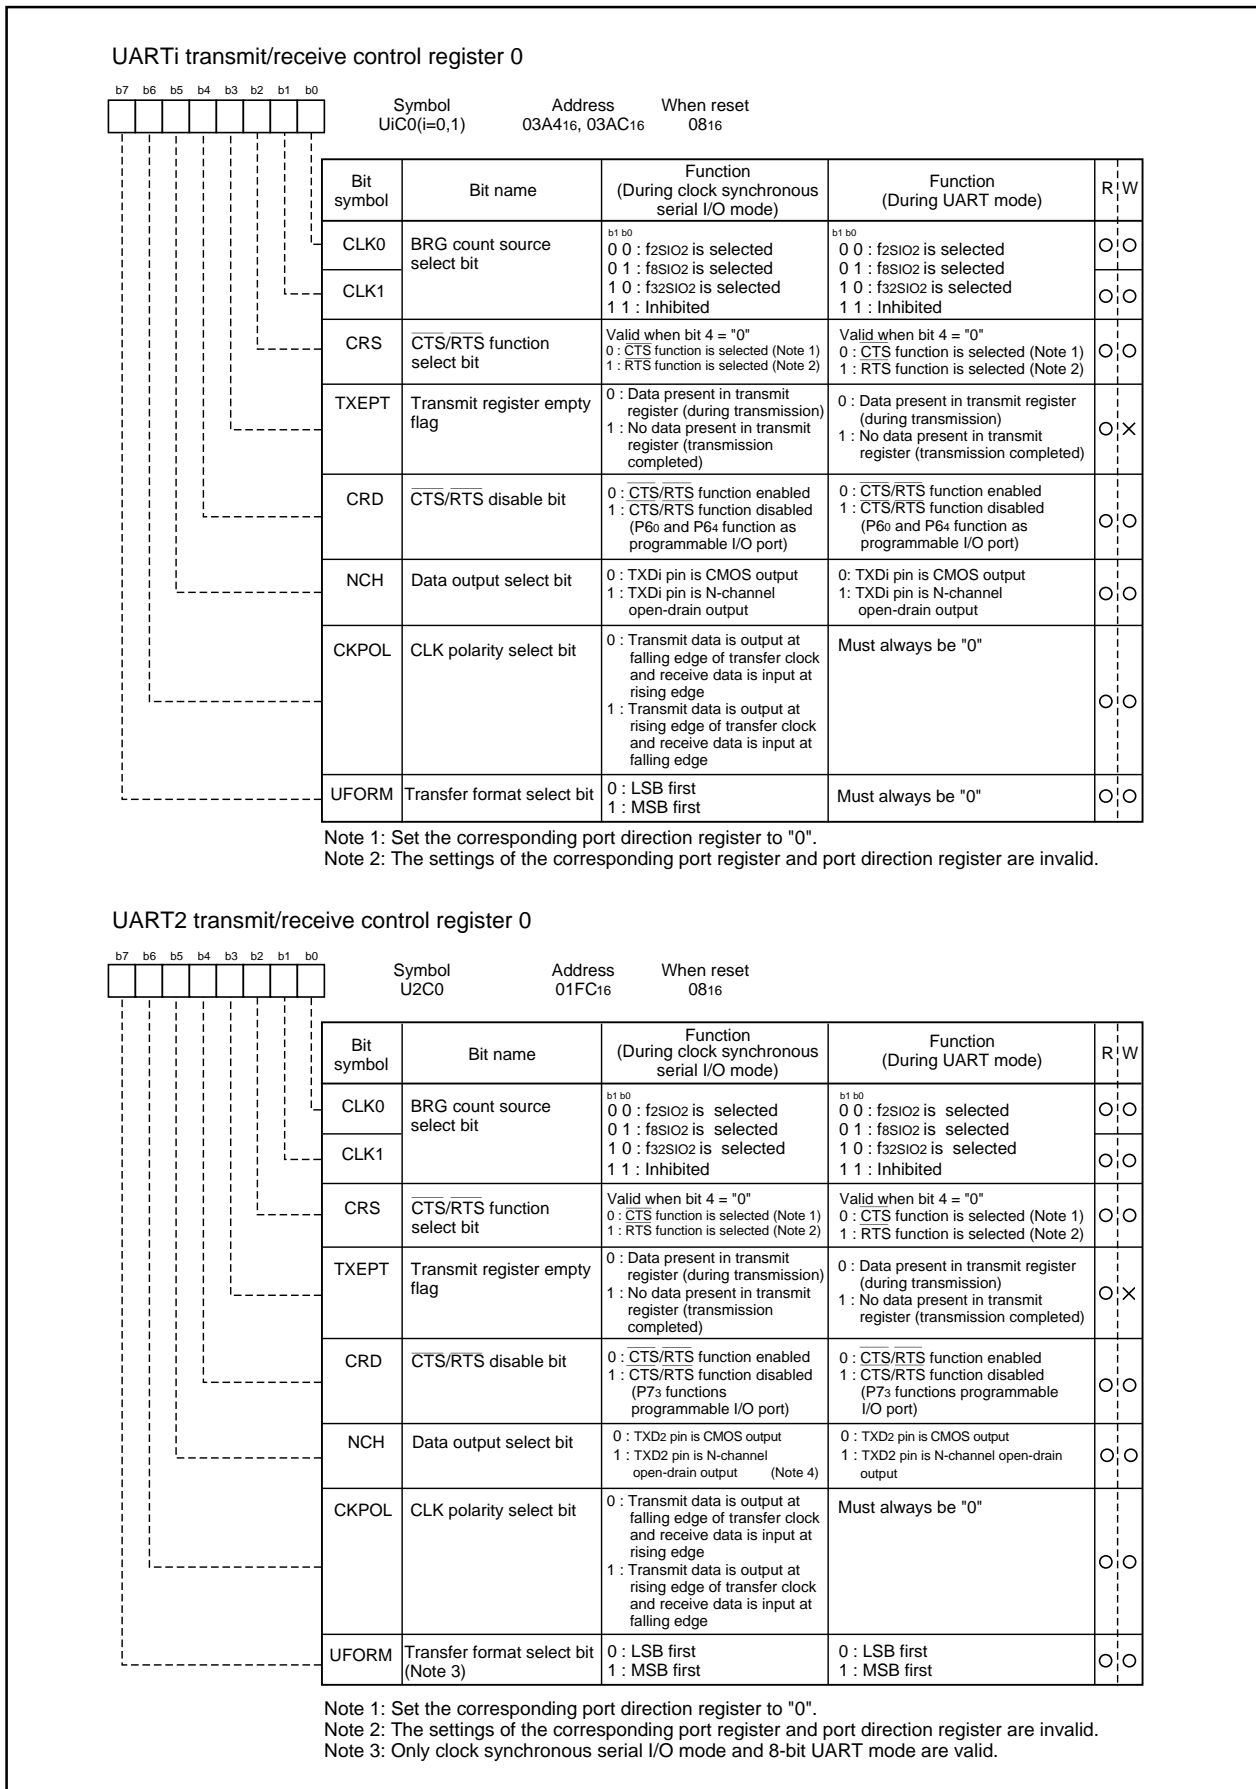 UARTi transmit/receive control register 0
b7 b6 b5 b4 b3 b2 b1 b0
Symbol Address When reset
UiC0(i=0,1) 03A416, 03AC16 0816
Bit symbol
Bit name
Function
(During clock synchronous
serial I/O mode)
Function
(During UART mode)
R W
CLK0
CLK1
BRG count source
select bit
b1 b0
0 0 : f2SIO2 is selected
0 1 : f8SIO2 is selected
1 0 : f32SIO2 is selected
1 1 : Inhibited
b1 b0
0 0 : f2SIO2 is selected
0 1 : f8SIO2 is selected
1 0 : f32SIO2 is selected
1 1 : Inhibited
CRS
CTS/RTS function
select bit
Valid when bit 4 = "0"
0 : CTS function is selected (Note 1)
1 : RTS function is selected (Note 2)
Valid when bit 4 = "0"
0 : CTS function is selected (Note 1)
1 : RTS function is selected (Note 2)
TXEPT
Transmit register empty
flag
0 : Data present in transmit
register (during transmission)
1 : No data present in transmit
register (transmission
completed)
0 : Data present in transmit register
(during transmission)
1 : No data present in transmit
register (transmission completed)
CRD
CTS/RTS disable bit
0 : CTS/RTS function enabled
1 : CTS/RTS function disabled
(P60 and P64 function as
programmable I/O port)
0 : CTS/RTS function enabled
1 : CTS/RTS function disabled
(P60 and P64 function as
programmable I/O port)
NCH
Data output select bit
0 : TXDi pin is CMOS output
1 : TXDi pin is N-channel
open-drain output
0: TXDi pin is CMOS output
1: TXDi pin is N-channel
open-drain output
CKPOL
CLK polarity select bit
0 : Transmit data is output at
falling edge of transfer clock
and receive data is input at
rising edge
1 : Transmit data is output at
rising edge of transfer clock
and receive data is input at
falling edge
Must always be "0"
UFORM
Transfer format select bit
0 : LSB first
1 : MSB first
Must always be "0"
Note 1: Set the corresponding port direction register to "0".
Note 2: The settings of the corresponding port register and port direction register are invalid.
UART2 transmit/receive control register 0
b7 b6 b5 b4 b3 b2 b1 b0
Symbol Address When reset
U2C0 01FC16 0816
Bit symbol
Bit name
Function
(During clock synchronous
serial I/O mode)
Function
(During UART mode)
R W
CLK0
CLK1
BRG count source
select bit
b1 b0
0 0 : f2SIO2 is selected
0 1 : f8SIO2 is selected
1 0 : f32SIO2 is selected
1 1 : Inhibited
b1 b0
0 0 : f2SIO2 is selected
0 1 : f8SIO2 is selected
1 0 : f32SIO2 is selected
1 1 : Inhibited
CRS
CTS/RTS function
select bit
Valid when bit 4 = "0"
0 : CTS function is selected (Note 1)
1 : RTS function is selected (Note 2)
Valid when bit 4 = "0"
0 : CTS function is selected (Note 1)
1 : RTS function is selected (Note 2)
TXEPT
Transmit register empty
flag
0 : Data present in transmit
register (during transmission)
1 : No data present in transmit
register (transmission
completed)
0 : Data present in transmit register
(during transmission)
1 : No data present in transmit
register (transmission completed)
CRD
CTS/RTS disable bit
0 : CTS/RTS function enabled
1 : CTS/RTS function disabled
(P73 functions
programmable I/O port)
0 : CTS/RTS function enabled
1 : CTS/RTS function disabled
(P73 functions programmable
I/O port)
NCH
Data output select bit
0 : TXD2 pin is CMOS output
1 : TXD2 pin is N-channel
open-drain output (Note 4)
0 : TXD2 pin is CMOS output
1 : TXD2 pin is N-channel open-drain
output
CKPOL
CLK polarity select bit
0 : Transmit data is output at
falling edge of transfer clock
and receive data is input at
rising edge
1 : Transmit data is output at
rising edge of transfer clock
and receive data is input at
falling edge
Must always be "0"
UFORM
Transfer format select bit
(Note 3)
0 : LSB first
1 : MSB first
0 : LSB first
1 : MSB first
Note 1: Set the corresponding port direction register to "0".
Note 2: The settings of the corresponding port register and port direction register are invalid.
Note 3: Only clock synchronous serial I/O mode and 8-bit UART mode are valid.